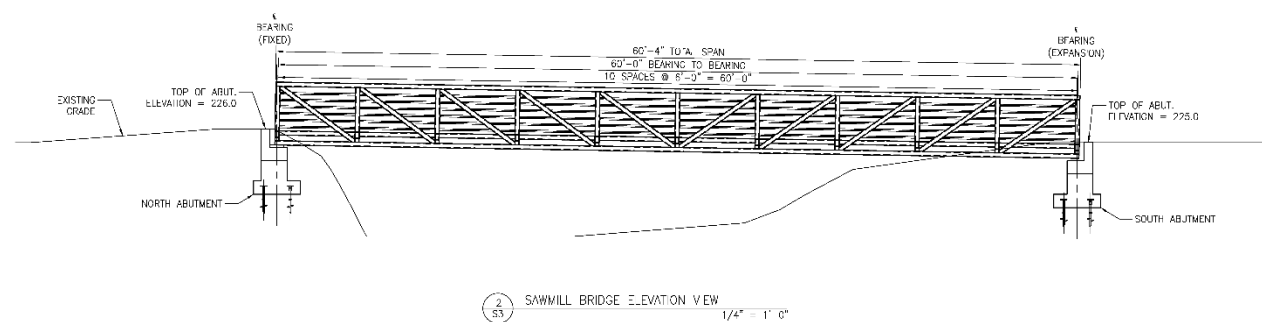 BEARING
(FIXED)
BEARING
(EXPANSION)
60'-4" TOTAL SPAN
60'-0" BEARING TO BEARING
10 SPACES @ 6'-0" = 60'-0"
TOP OF ABUT.
ELEVATION = 226.0
EXISTING
GRADE
TOP OF ABUT.
ELEVATION = 225.0
NORTH ABUTMENT
SOUTH ABUTMENT
2
S3
SAWMILL BRIDGE ELEVATION VIEW
1/4" = 1' 0"